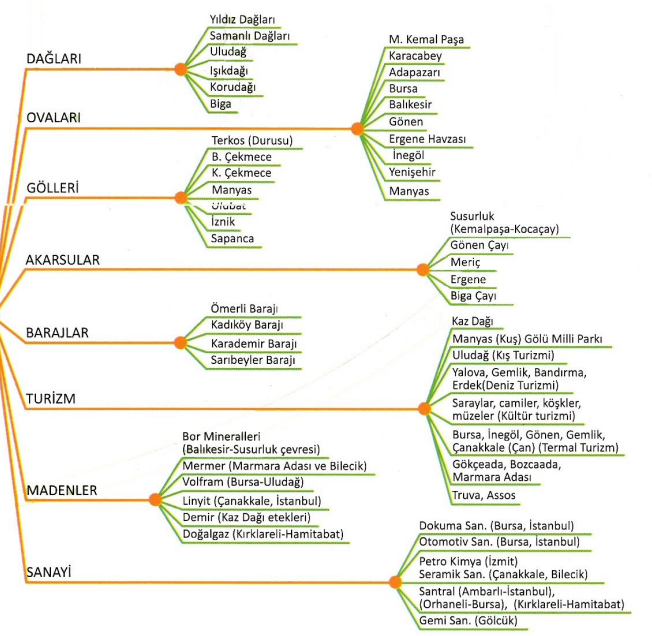 DAĞLARI
Yıldız Dağları
Samanlı Dağları
Uludağ
Işıkdağı
Korudağı
Biga
OVALARI
M. Kemal Paşa
Karacabey
Adapazarı
Bursa
Balıkesir
Gönen
Ergene Havzası
İnegöl
Yenişehir
Manyas
GÖLLERİ
Terkos (Durusu)
B. Çekmece
K. Çekmece
Manyas
Ulubat
İznik
Sapanca
AKARSULAR
Susurluk
(Kemalpaşa-Kocaçay)
Gönen Çayı
Meriç
Ergene
Biga Çayı
BARAJLAR
Ömerli Barajı
Kadıköy Barajı
Karademir Barajı
Sarıbeyler Barajı
TURİZM
Kaz Dağı
Manyas (Kuş) Gölü Milli Parkı
Uludağ (Kış Turizmi)
Yalova, Gemlik, Bandırma,
Erdek(Deniz Turizmi)
Saraylar, camiler, köşkler,
müzeler (Kültür turizmi)
Bursa, İnegöl, Gönen, Gemlik,
Çanakkale (Çan) (Termal Turizm)
Gökçeada, Bozcaada,
Marmara Adası
Truva, Assos
MADENLER
Bor Mineralleri
(Balıkesir-Susurluk çevresi)
Mermer (Marmara Adası ve Bilecik)
Volfram (Bursa-Uludağ)
Linyit (Çanakkale, İstanbul)
Demir (Kaz Dağı etekleri)
Doğalgaz (Kırklareli-Hamitabat)
SANAYİ
Dokuma San. (Bursa, İstanbul)
Otomotiv San. (Bursa, İstanbul)
Petro Kimya (İzmit)
Seramik San. (Çanakkale, Bilecik)
Santral (Ambarlı-İstanbul),
(Orhaneli-Bursa), (Kırklareli-Hamitabat)
Gemi San. (Gölcük)